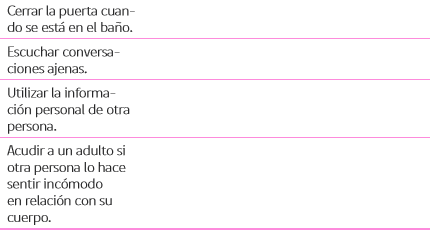 Cerrar la puerta cuan-
do se está en el baño.
Escuchar conversa-
ciones ajenas.
Utilizar la informa-
ción personal de otra
persona.
Acudir a un adulto si
otra persona lo hace
sentir incómodo
en relación con su
cuerpo.